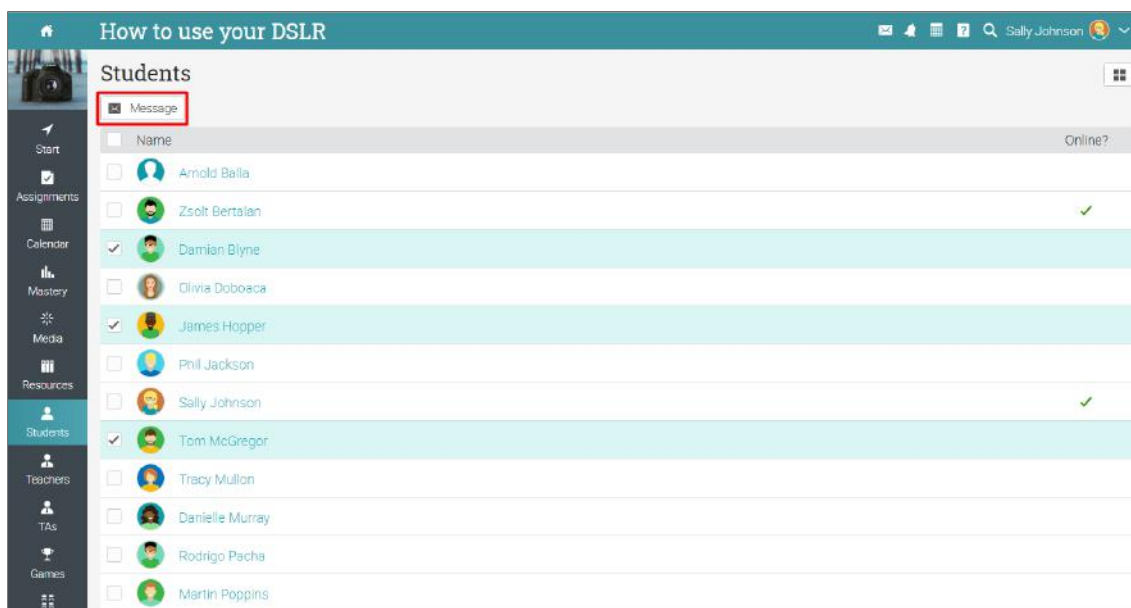 How to use your DSLR
Sally Johnson
Students
Message
Name
Online?
Arnold Balla
Zsolt Bertalan
Damian Blyne
Olivia Doboaca
James Hopper
Phil Jackson
Sally Johnson
Tom McGregor
Tracy Mullon
Danielle Murray
Rodrigo Pacha
Martin Poppins
Start
Assignments
Calendar
Mastery
Media
Resources
Students
Teachers
TAs
Games